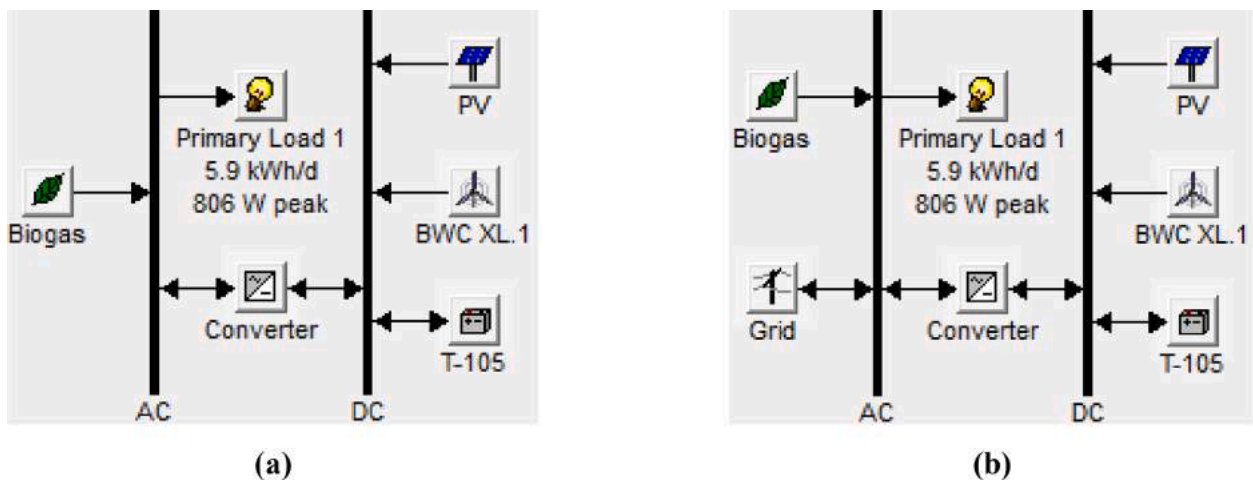 PV
Primary Load 1
5.9 kWh/d
806 W peak
Biogas
BWC XL.1
Converter
T-105
AC
DC
(a)
PV
Biogas
Primary Load 1
5.9 kWh/d
806 W peak
BWC XL.1
Grid
Converter
T-105
AC
DC
(b)